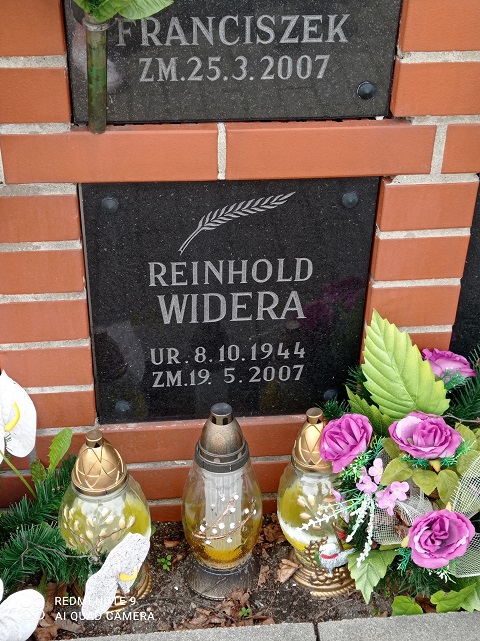 FRANCISZEK
ZM.25.3.2007
REINHOLD
WIDERA
UR.8.10.1944
ZM.19.5.2007
REDMI NOTE 9
AI QUAD CAMERA